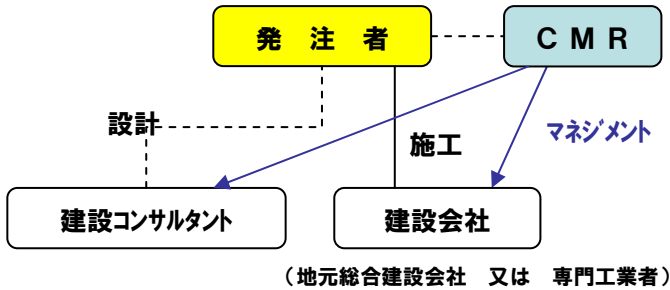 発 注 者
CMR
設計
施工
マネジメント
建設コンサルタント
建設会社
(地元総合建設会社 又は 専門工業者)